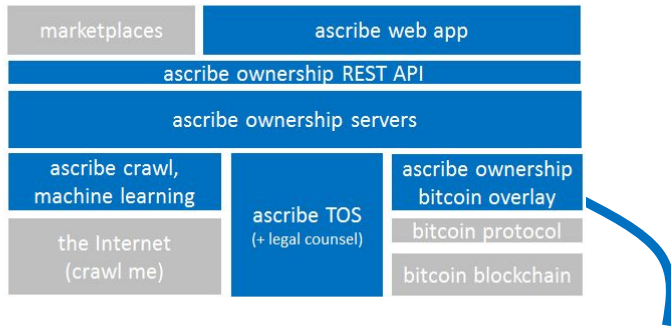 marketplaces
ascribe web app
ascribe ownership REST API
ascribe ownership servers
ascribe crawl,
machine learning
the Internet
(crawl me)
ascribe TOS
(+ legal counsel)
ascribe ownership
bitcoin overlay
bitcoin protocol
bitcoin blockchain